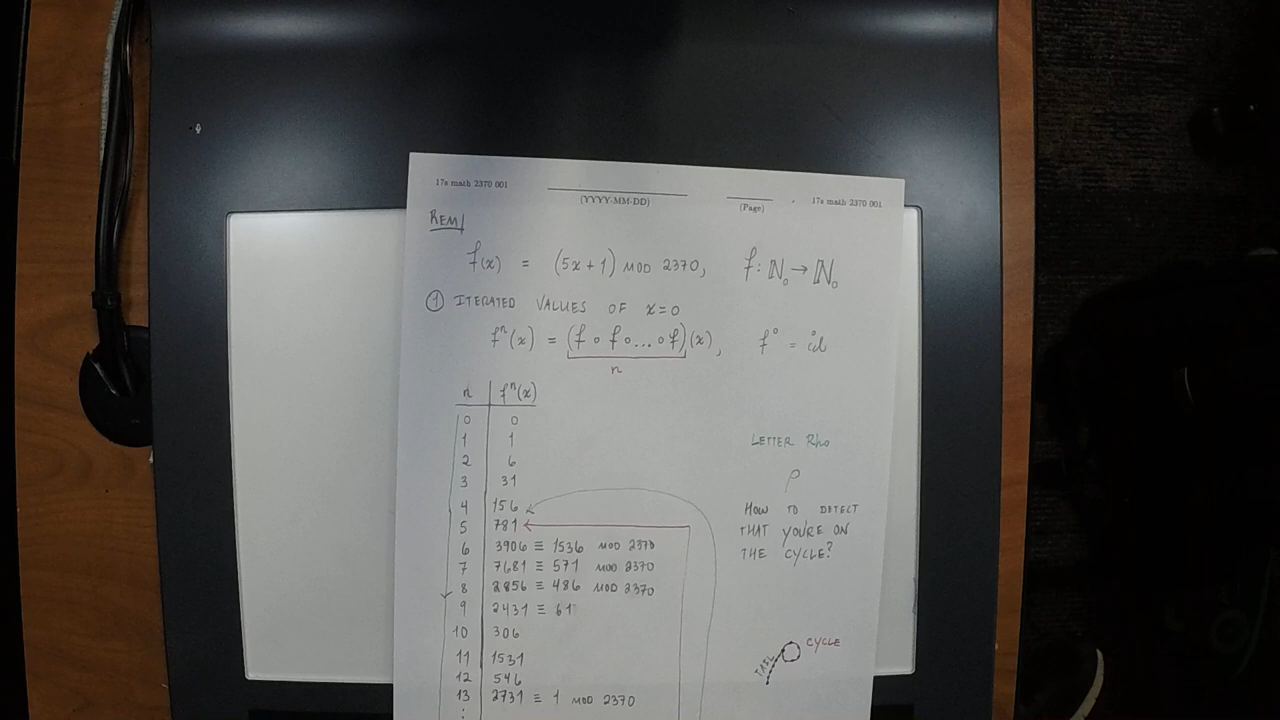 17s math 2370 001
(YYYY-MM-DD)
(Page)
17s math 2370 001
REM/
f(x) = (5x+1) MOD 2370, f: ℕ₀ → ℕ₀
① ITERATED VALUES OF x=0
fⁿ(x) = (f ∘ f ∘ ... ∘ f)(x), f⁰ = id
n
n fⁿ(x)
0 0
1 1
2 6
3 31
4 156
5 781
6 3906 ≡ 1536 MOD 2370
7 7681 ≡ 571 MOD 2370
8 2856 ≡ 486 MOD 2370
9 2431 ≡ 61
10 306
11 1531
12 546
13 2731 ≡ 1 MOD 2370
⋮
LETTER Rho
ρ
HOW TO DETECT
THAT YOU'RE ON
THE CYCLE?
CYCLE
TAIL